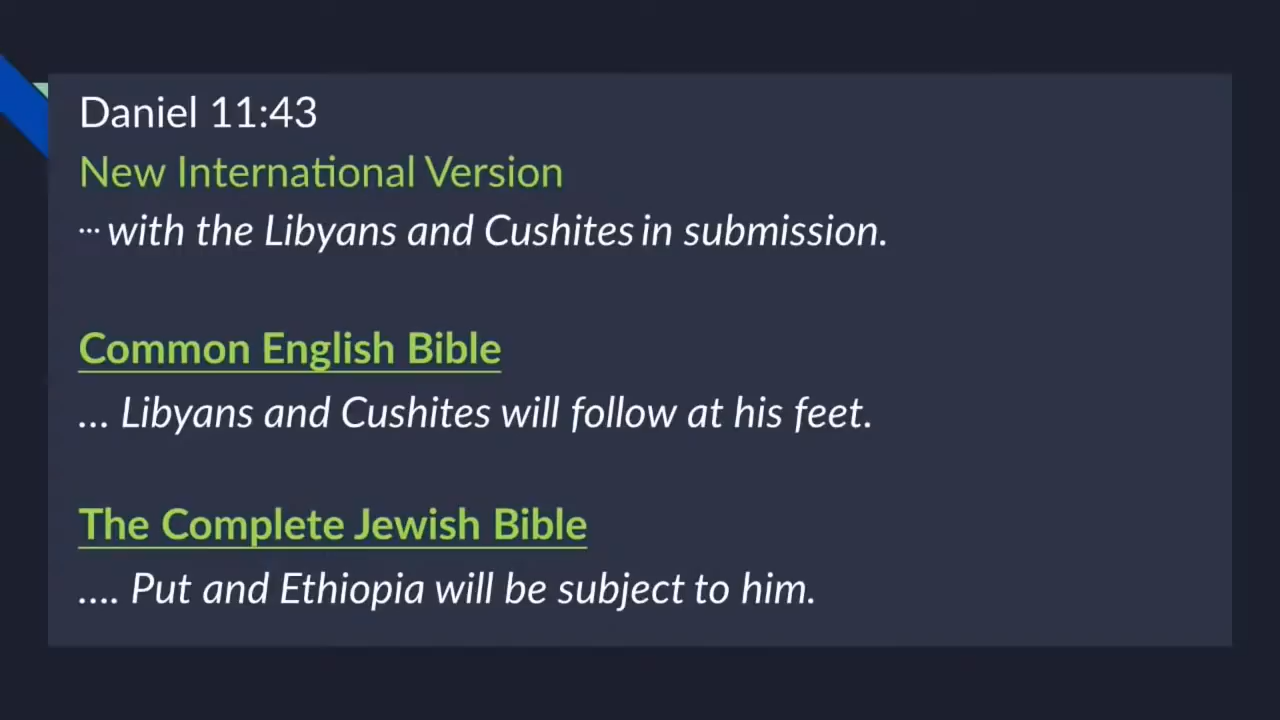 Daniel 11:43
New International Version
... with the Libyans and Cushites in submission.
Common English Bible
... Libyans and Cushites will follow at his feet.
The Complete Jewish Bible
.... Put and Ethiopia will be subject to him.